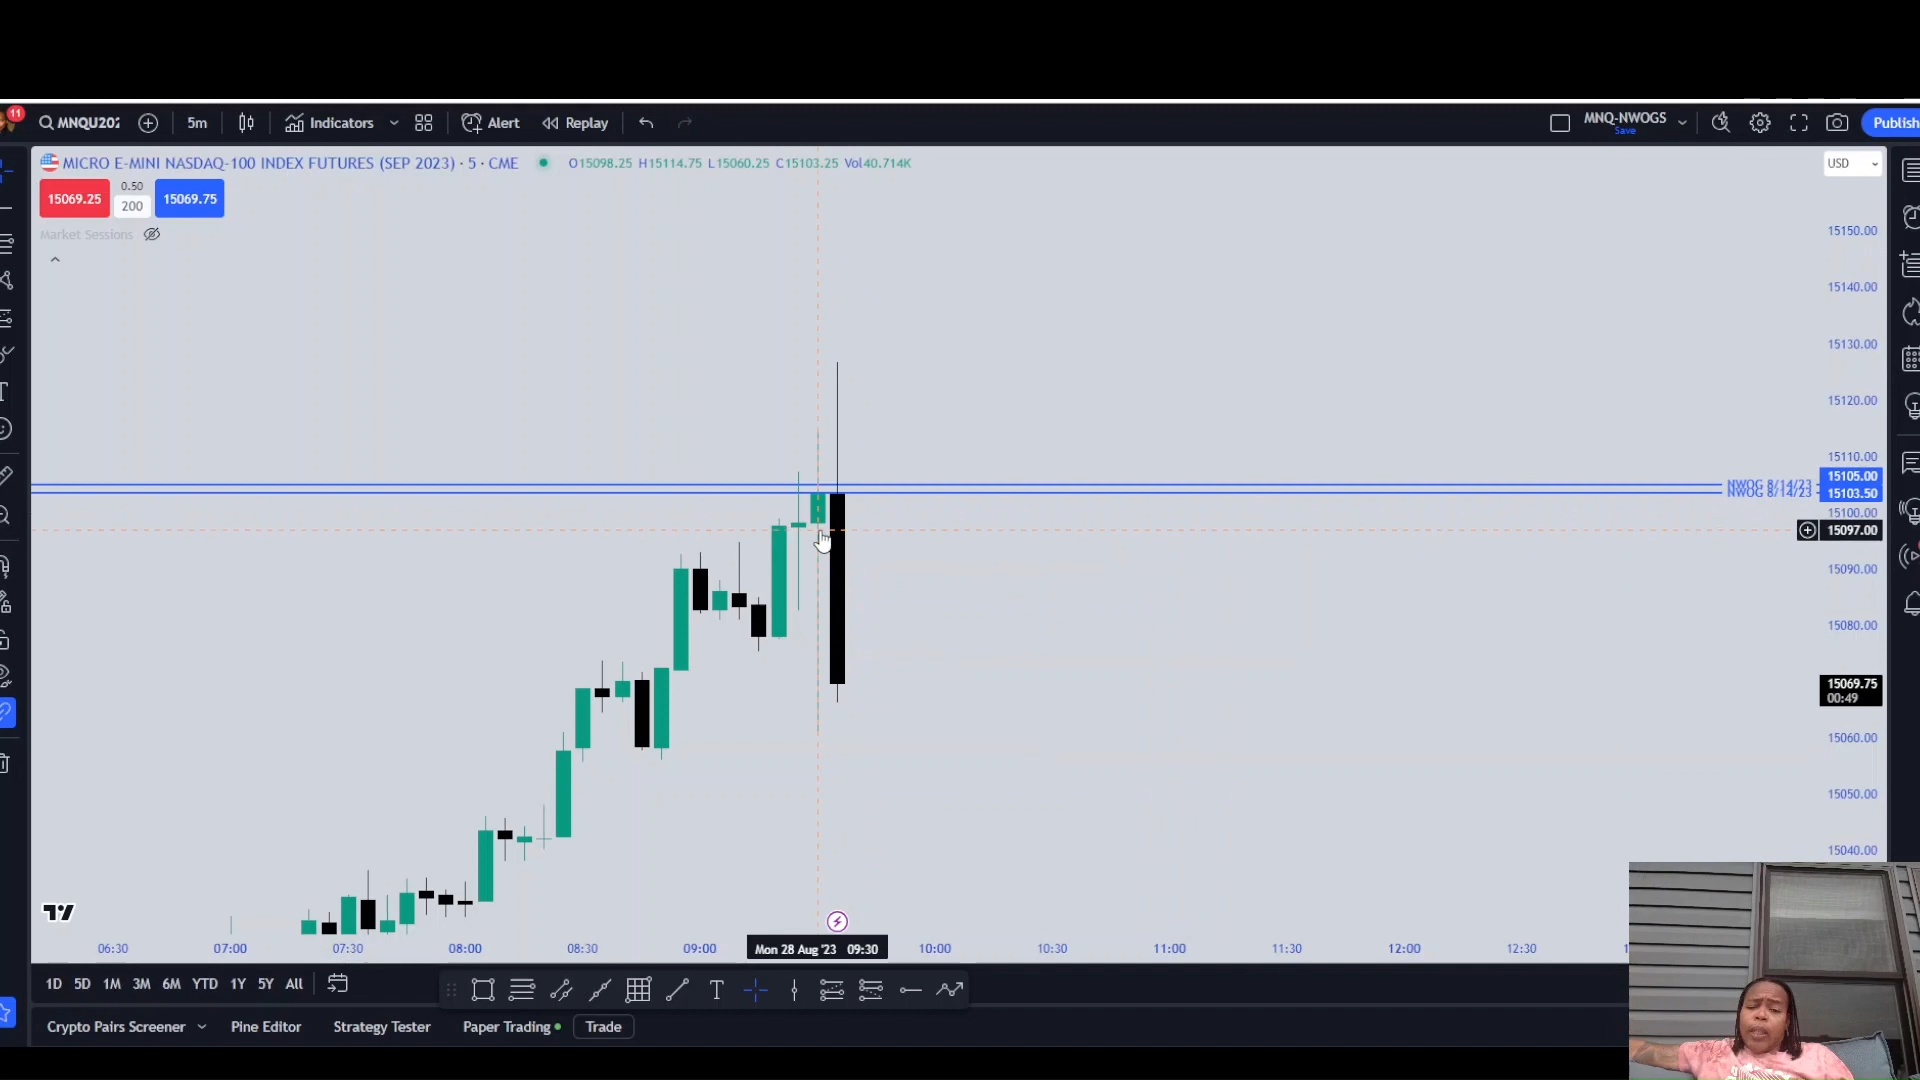 11
MNQU202
5m
Indicators
Alert
Replay
MNQ-NWOGS
Save
Publish
MICRO E-MINI NASDAQ-100 INDEX FUTURES (SEP 2023) · 5 · CME
O15098.25 H15114.75 L15060.25 C15103.25 Vol40.714K
USD
15069.25
0.50
200
15069.75
Market Sessions
15150.00
15140.00
15130.00
15120.00
15110.00
NWOG 8/14/23
15105.00
NWOG 8/14/23
15103.50
15100.00
15097.00
15090.00
15080.00
15069.75
00:49
15060.00
15050.00
15040.00
06:30
07:00
07:30
08:00
08:30
09:00
Mon 28 Aug '23 09:30
10:00
10:30
11:00
11:30
12:00
12:30
1D 5D 1M 3M 6M YTD 1Y 5Y All
Crypto Pairs Screener
Pine Editor
Strategy Tester
Paper Trading
Trade